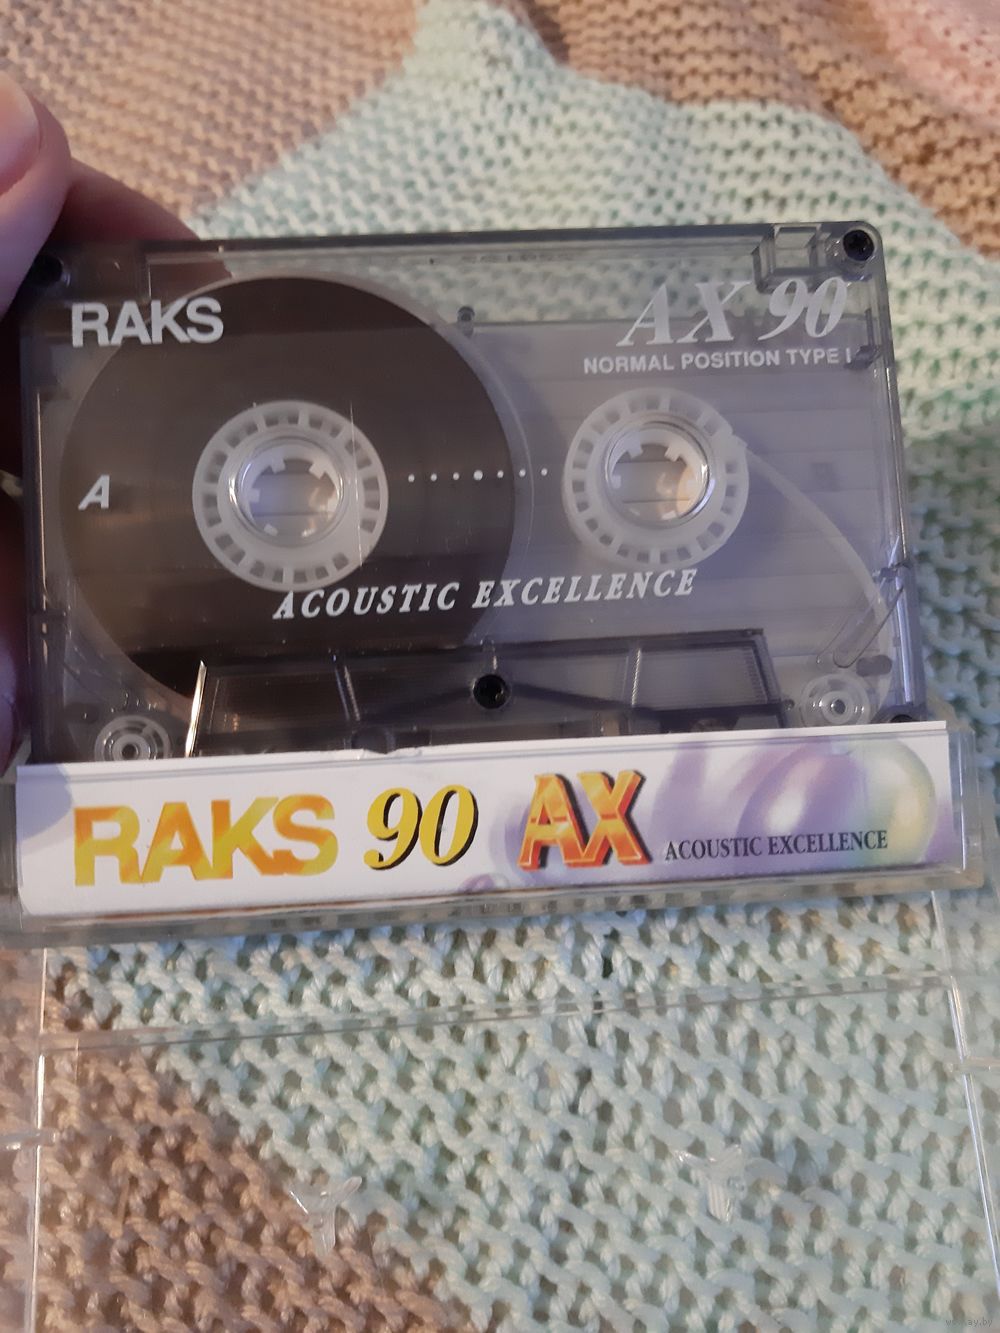 RAKS
AX 90
NORMAL POSITION TYPE I
A
ACOUSTIC EXCELLENCE
RAKS 90 AX ACOUSTIC EXCELLENCE